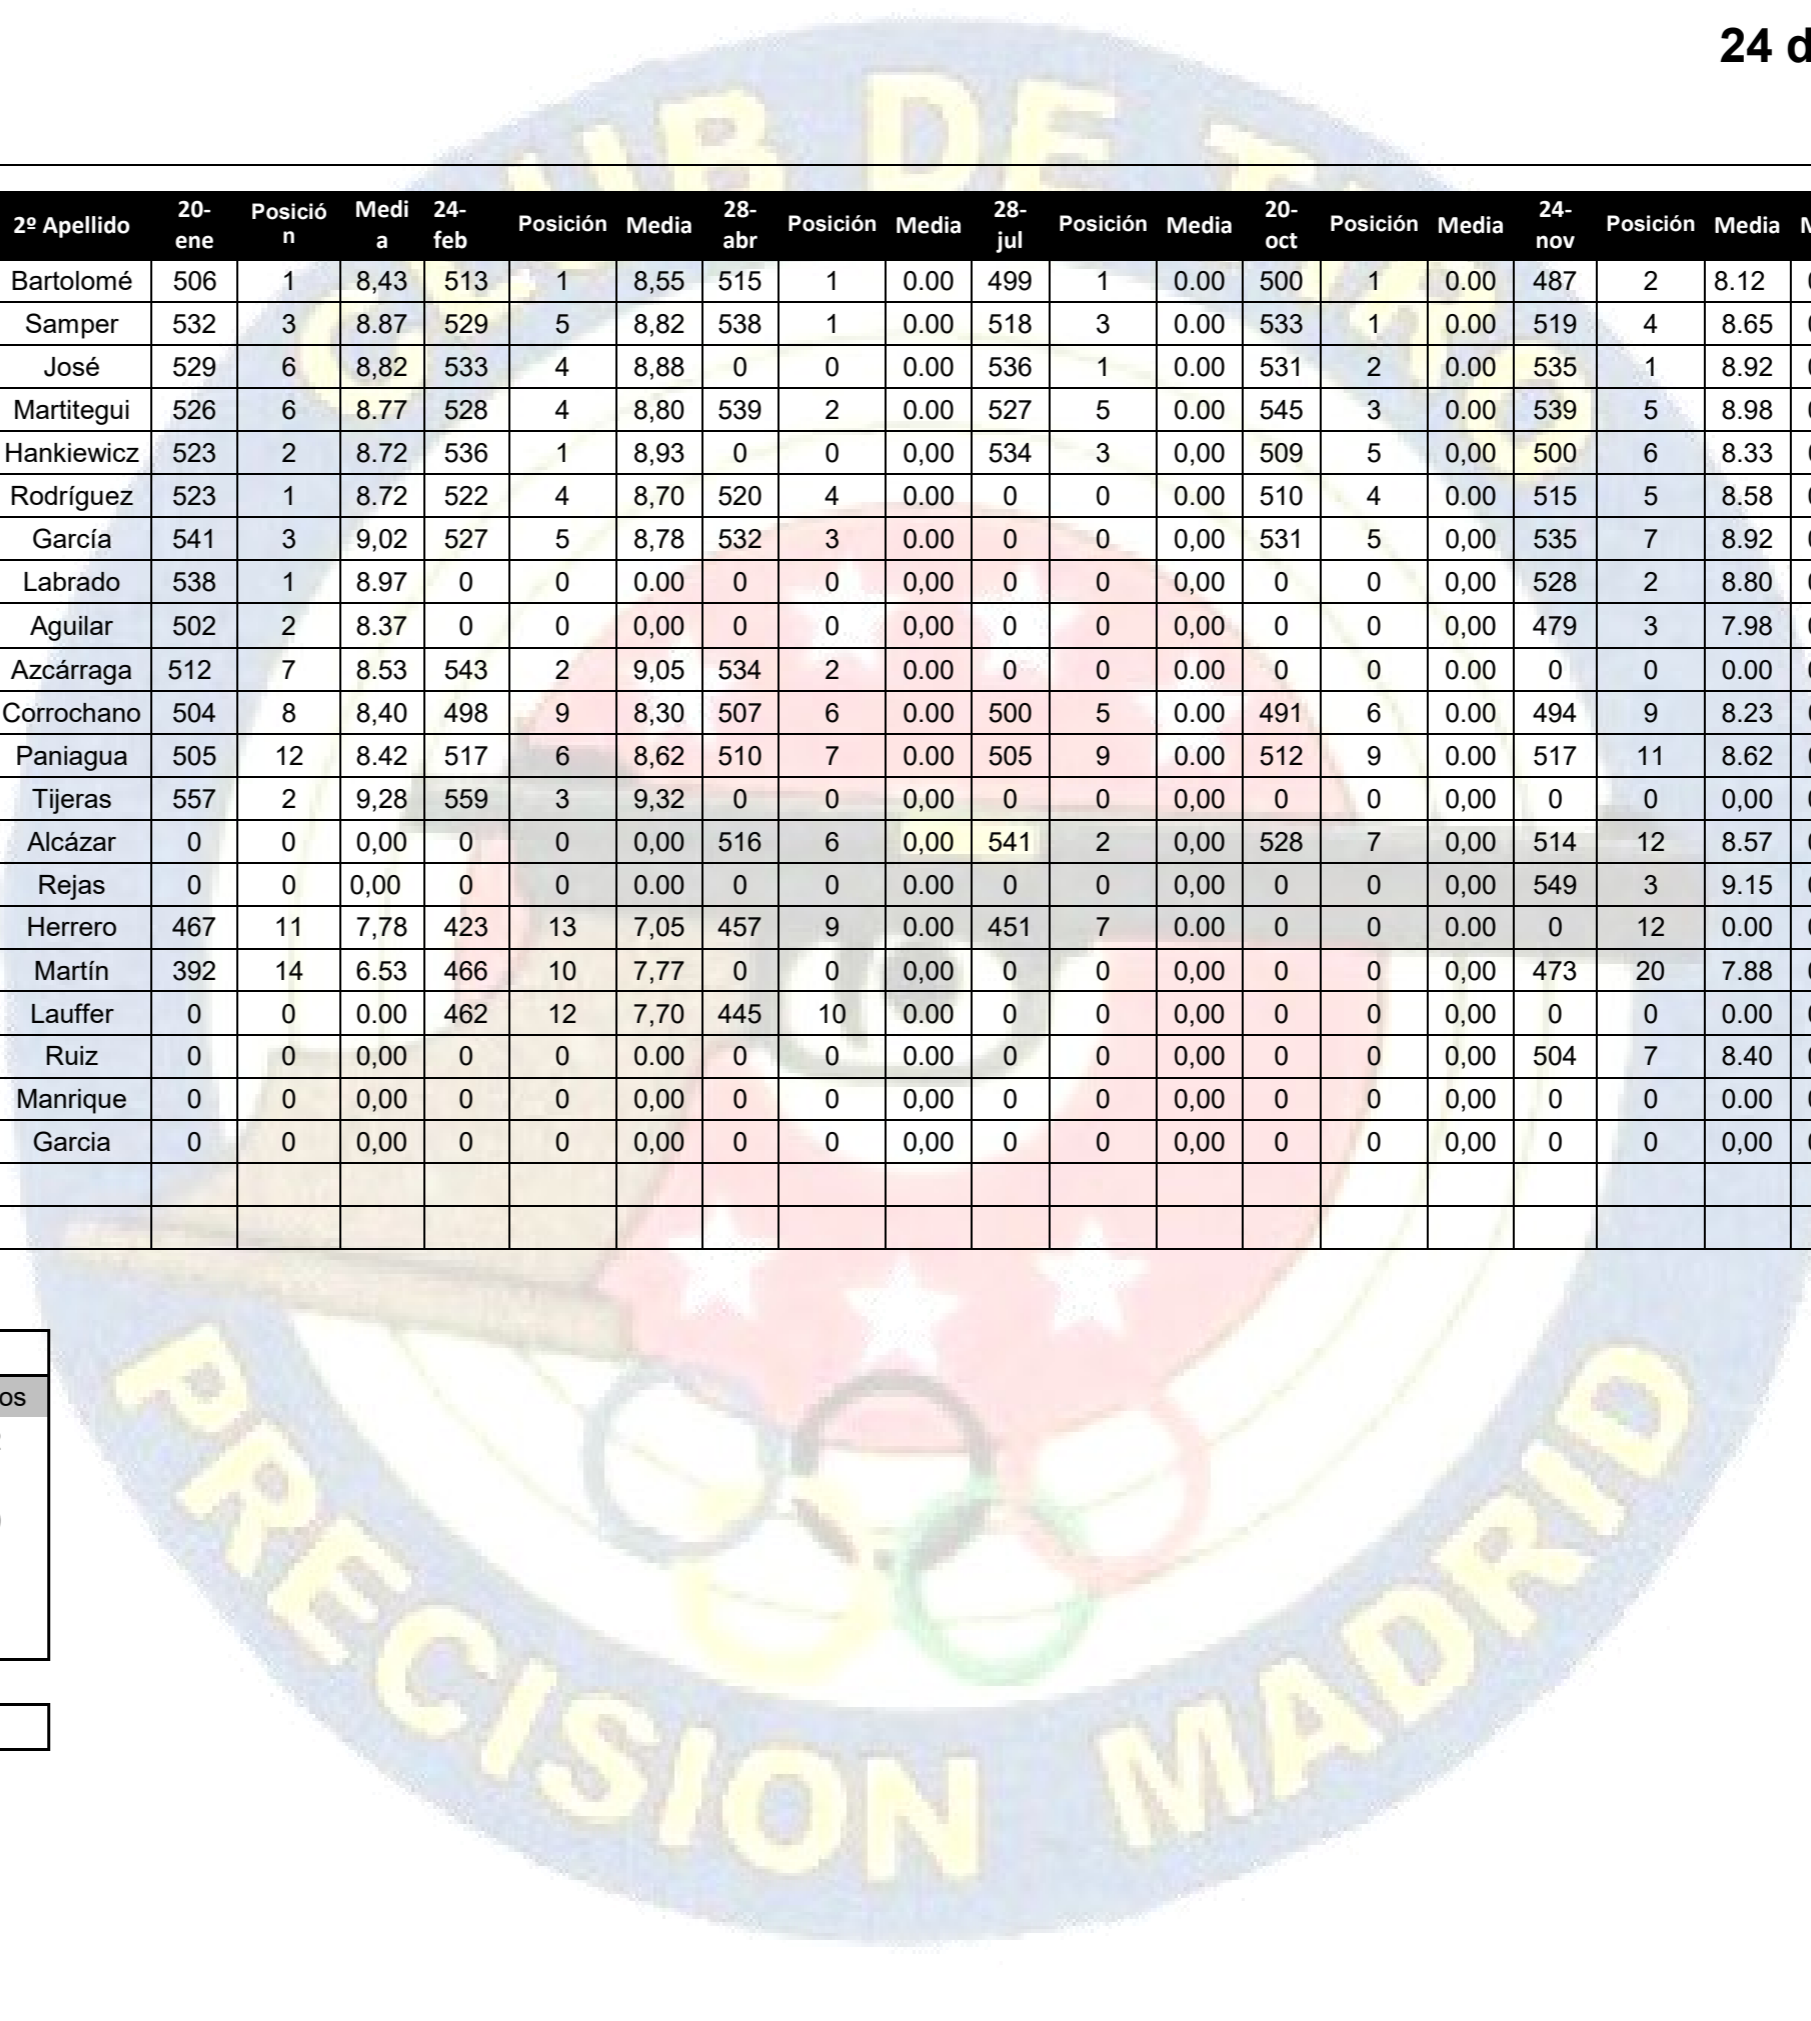 24 d
2º Apellido 20-ene Posición Media 24-feb Posición Media 28-abr Posición Media 28-jul Posición Media 20-oct Posición Media 24-nov Posición Media
Bartolomé 506 1 8,43 513 1 8,55 515 1 0.00 499 1 0.00 500 1 0.00 487 2 8.12
Samper 532 3 8.87 529 5 8,82 538 1 0.00 518 3 0.00 533 1 0.00 519 4 8.65
José 529 6 8,82 533 4 8,88 0 0 0.00 536 1 0.00 531 2 0.00 535 1 8.92
Martitegui 526 6 8.77 528 4 8,80 539 2 0.00 527 5 0.00 545 3 0.00 539 5 8.98
Hankiewicz 523 2 8.72 536 1 8,93 0 0 0,00 534 3 0,00 509 5 0,00 500 6 8.33
Rodríguez 523 1 8.72 522 4 8,70 520 4 0.00 0 0 0.00 510 4 0.00 515 5 8.58
García 541 3 9,02 527 5 8,78 532 3 0.00 0 0 0,00 531 5 0,00 535 7 8.92
Labrado 538 1 8.97 0 0 0.00 0 0 0,00 0 0 0,00 0 0 0,00 528 2 8.80
Aguilar 502 2 8.37 0 0 0,00 0 0 0,00 0 0 0,00 0 0 0,00 479 3 7.98
Azcárraga 512 7 8.53 543 2 9,05 534 2 0.00 0 0 0.00 0 0 0.00 0 0 0.00
Corrochano 504 8 8,40 498 9 8,30 507 6 0.00 500 5 0.00 491 6 0.00 494 9 8.23
Paniagua 505 12 8.42 517 6 8,62 510 7 0.00 505 9 0.00 512 9 0.00 517 11 8.62
Tijeras 557 2 9,28 559 3 9,32 0 0 0,00 0 0 0,00 0 0 0,00 0 0 0,00
Alcázar 0 0 0,00 0 0 0,00 516 6 0,00 541 2 0,00 528 7 0,00 514 12 8.57
Rejas 0 0 0,00 0 0 0.00 0 0 0.00 0 0 0,00 0 0 0,00 549 3 9.15
Herrero 467 11 7,78 423 13 7,05 457 9 0.00 451 7 0.00 0 0 0.00 0 12 0.00
Martín 392 14 6.53 466 10 7,77 0 0 0,00 0 0 0,00 0 0 0,00 473 20 7.88
Lauffer 0 0 0.00 462 12 7,70 445 10 0.00 0 0 0,00 0 0 0,00 0 0 0.00
Ruiz 0 0 0,00 0 0 0.00 0 0 0.00 0 0 0,00 0 0 0,00 504 7 8.40
Manrique 0 0 0,00 0 0 0,00 0 0 0,00 0 0 0,00 0 0 0,00 0 0 0.00
Garcia 0 0 0,00 0 0 0,00 0 0 0,00 0 0 0,00 0 0 0,00 0 0 0,00
os
CLUB DE TIRO
PRECISION MADRID